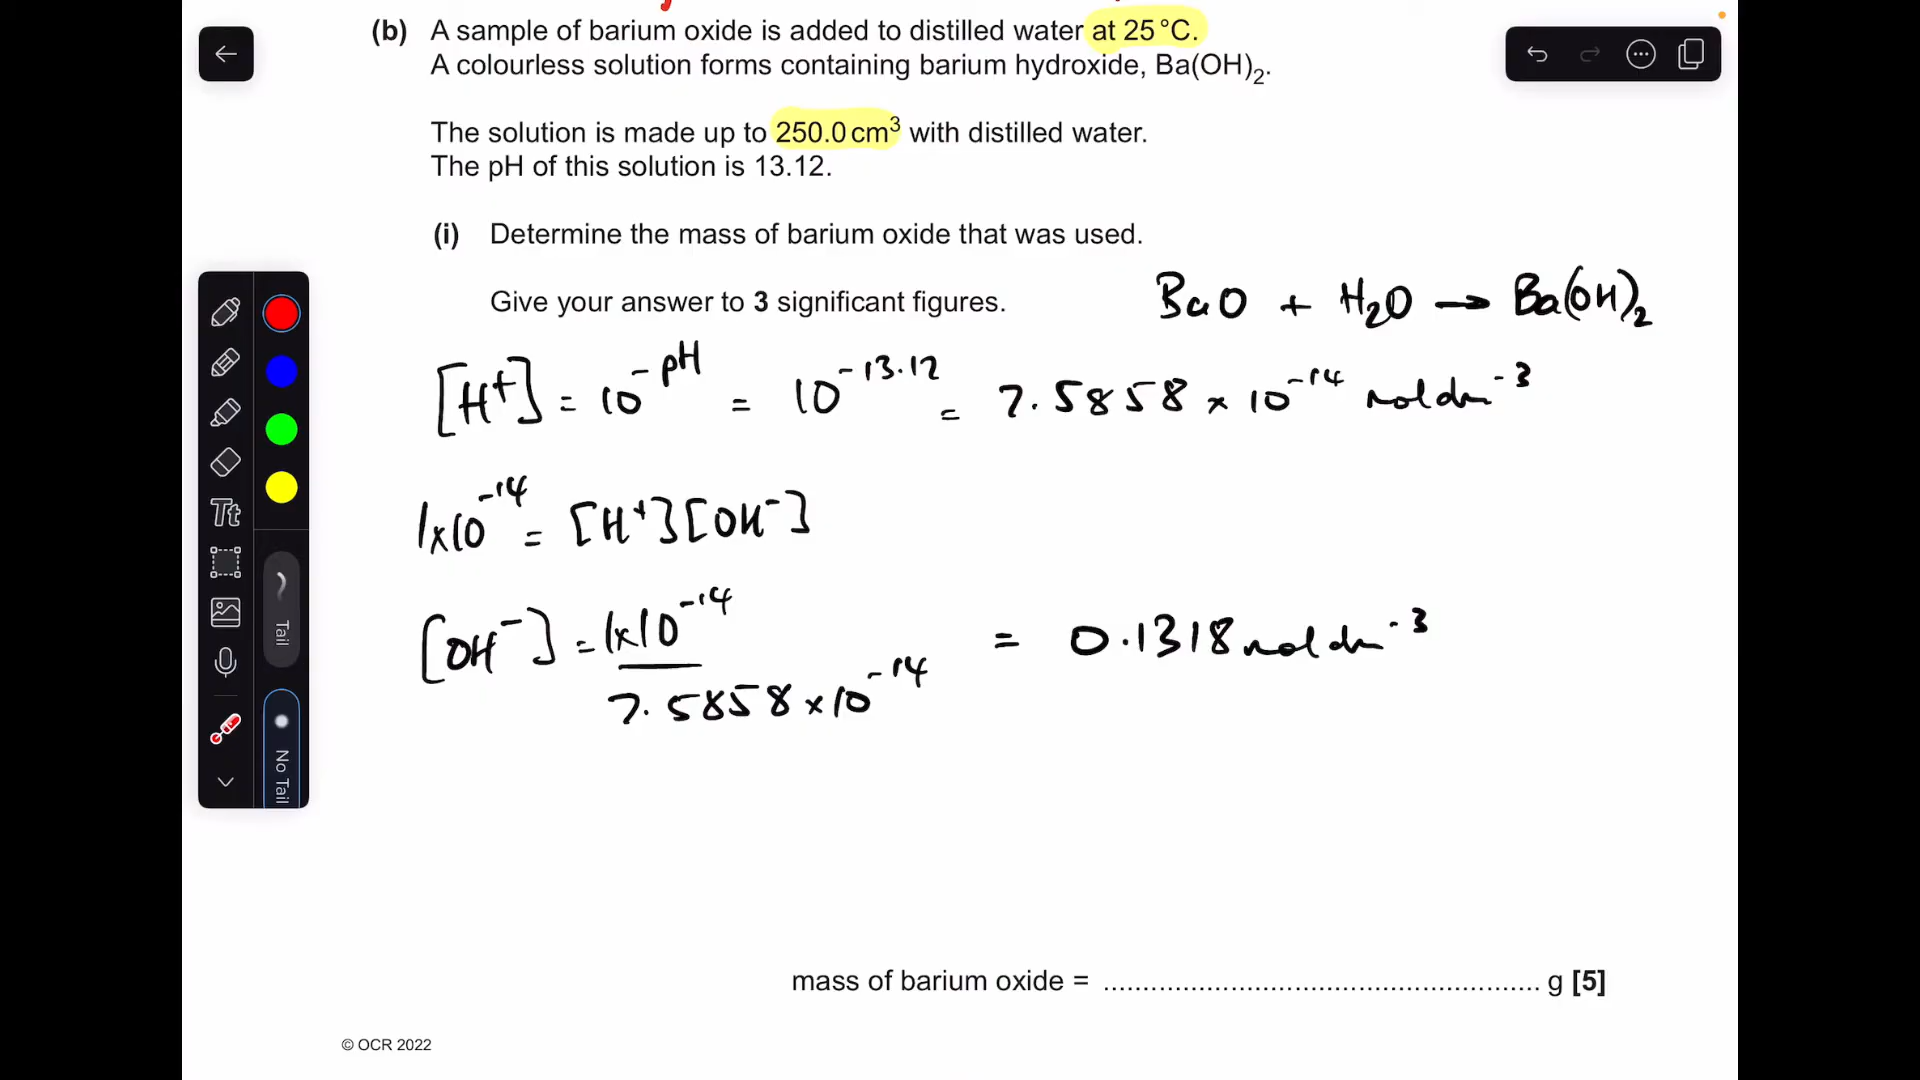 (b) A sample of barium oxide is added to distilled water at 25 °C.
A colourless solution forms containing barium hydroxide, Ba(OH)₂.
The solution is made up to 250.0 cm³ with distilled water.
The pH of this solution is 13.12.
(i) Determine the mass of barium oxide that was used.
Give your answer to 3 significant figures.
BaO + H₂O → Ba(OH)₂
[H⁺] = 10^-pH = 10^-13.12 = 7.5858 × 10^-14 mol dm^-3
1×10^-14 = [H⁺][OH⁻]
[OH⁻] = 1×10^-14 / 7.5858 × 10^-14 = 0.1318 mol dm^-3
mass of barium oxide = ...................................................... g [5]
© OCR 2022
Tt
Tail
No Tail